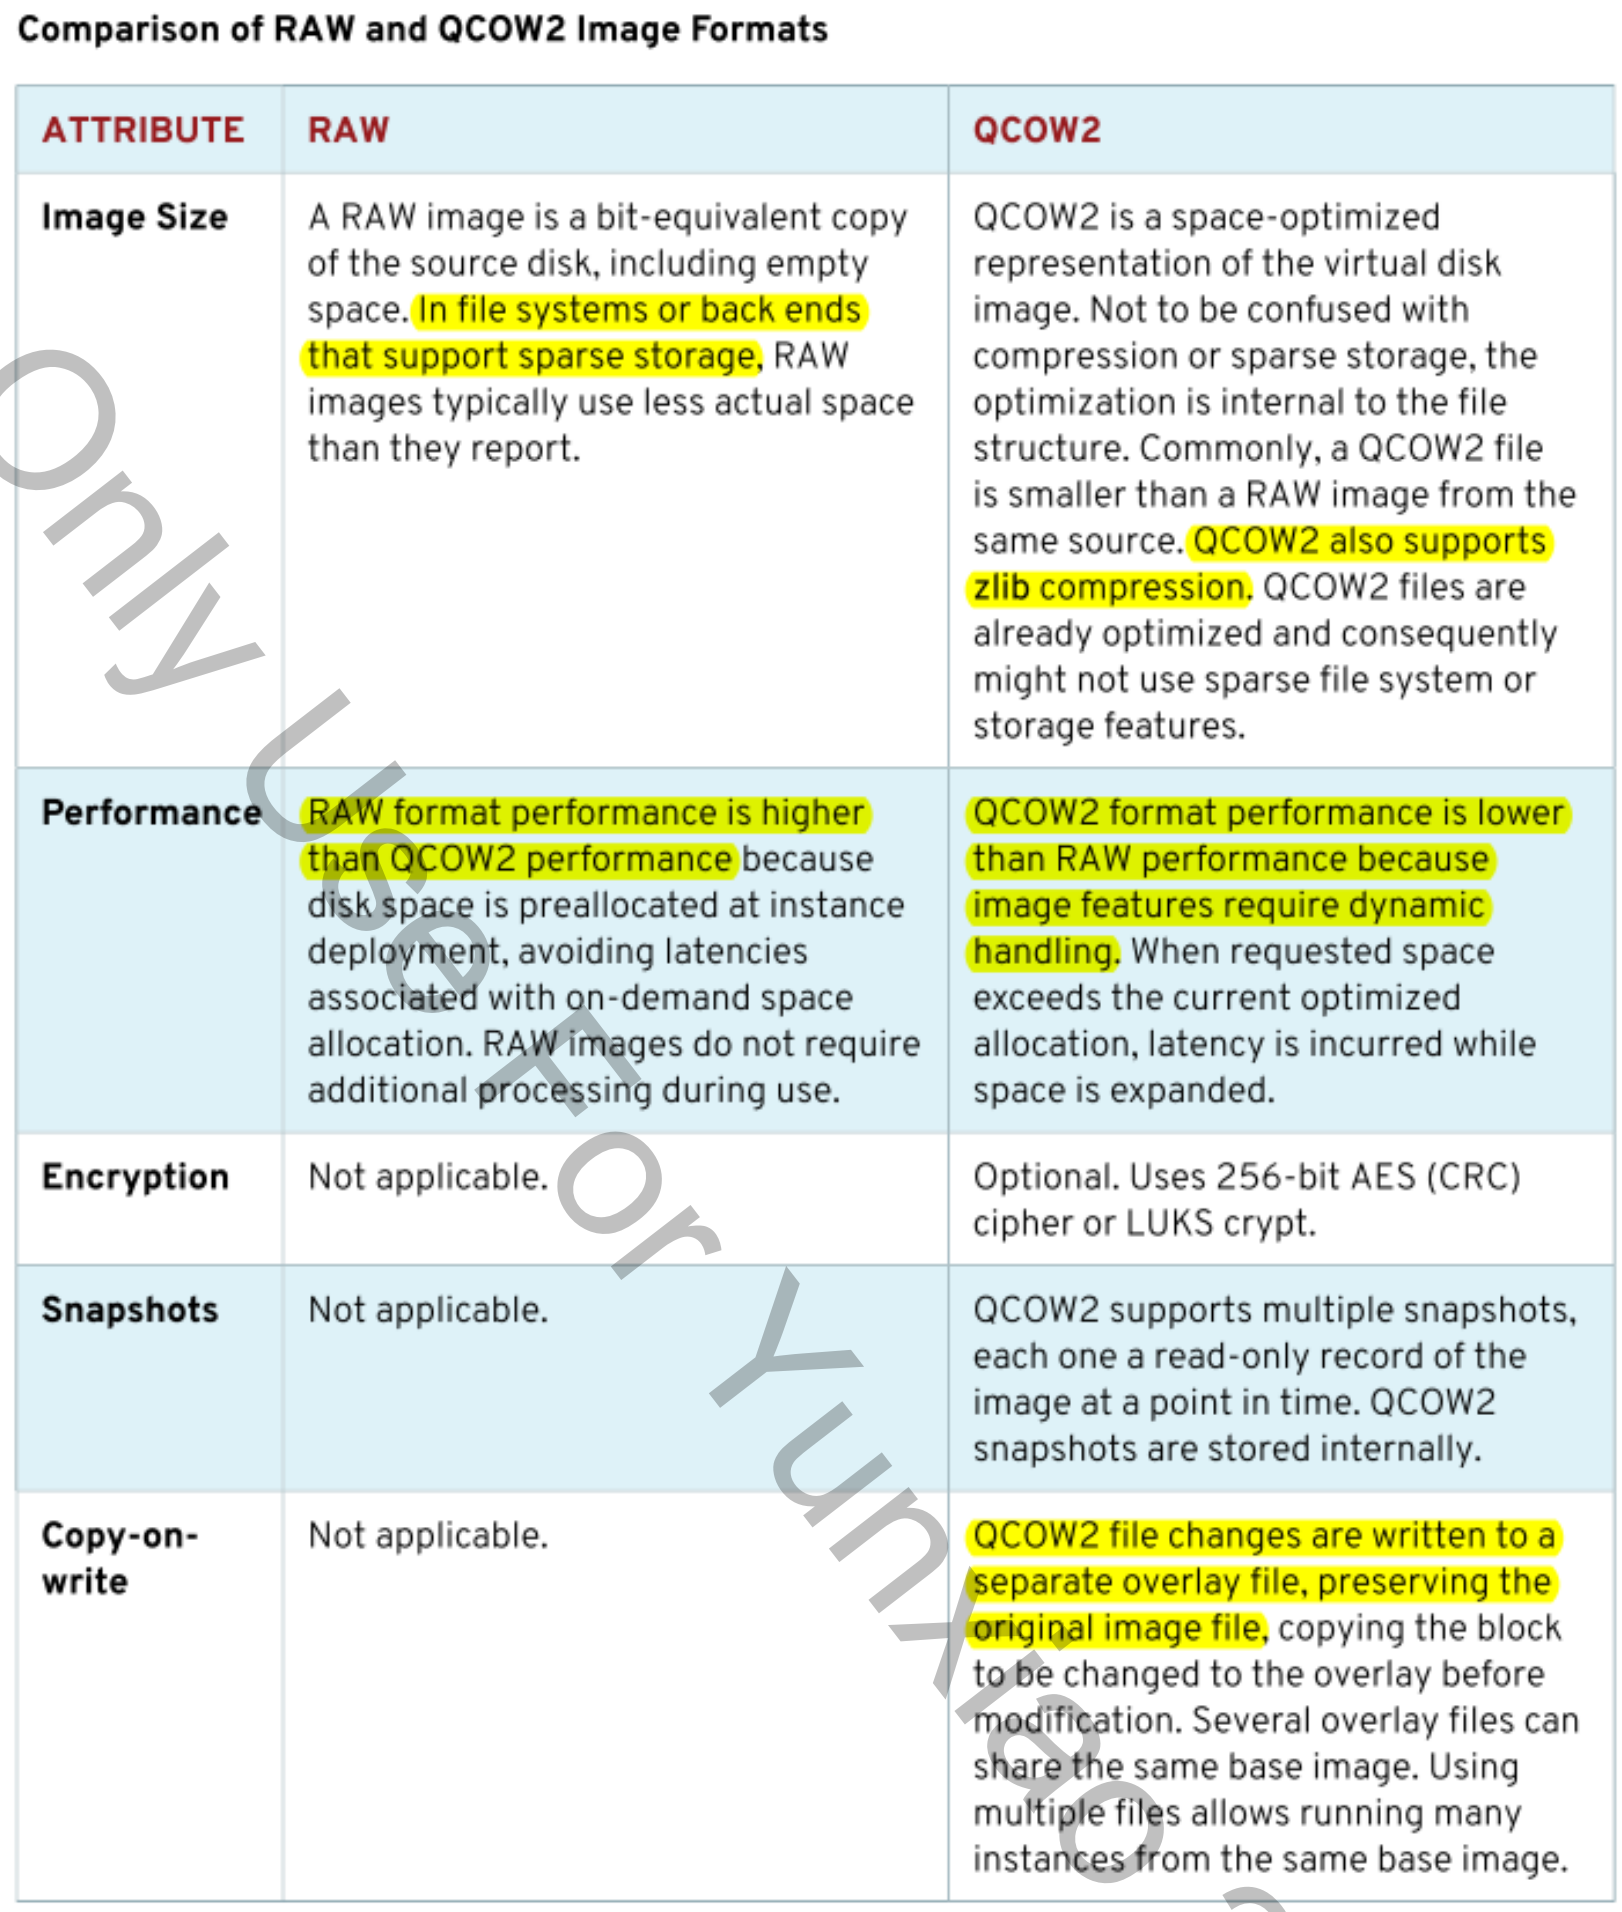 Comparison of RAW and QCOW2 Image Formats
ATTRIBUTE
RAW
QCOW2
Image Size
A RAW image is a bit-equivalent copy
of the source disk, including empty
space. In file systems or back ends
that support sparse storage, RAW
images typically use less actual space
than they report.
QCOW2 is a space-optimized
representation of the virtual disk
image. Not to be confused with
compression or sparse storage, the
optimization is internal to the file
structure. Commonly, a QCOW2 file
is smaller than a RAW image from the
same source. QCOW2 also supports
zlib compression. QCOW2 files are
already optimized and consequently
might not use sparse file system or
storage features.
Performance
RAW format performance is higher
than QCOW2 performance because
disk space is preallocated at instance
deployment, avoiding latencies
associated with on-demand space
allocation. RAW images do not require
additional processing during use.
QCOW2 format performance is lower
than RAW performance because
image features require dynamic
handling. When requested space
exceeds the current optimized
allocation, latency is incurred while
space is expanded.
Encryption
Not applicable.
Optional. Uses 256-bit AES (CRC)
cipher or LUKS crypt.
Snapshots
Not applicable.
QCOW2 supports multiple snapshots,
each one a read-only record of the
image at a point in time. QCOW2
snapshots are stored internally.
Copy-on-
write
Not applicable.
QCOW2 file changes are written to a
separate overlay file, preserving the
original image file, copying the block
to be changed to the overlay before
modification. Several overlay files can
share the same base image. Using
multiple files allows running many
instances from the same base image.
Only Use For YunXiao